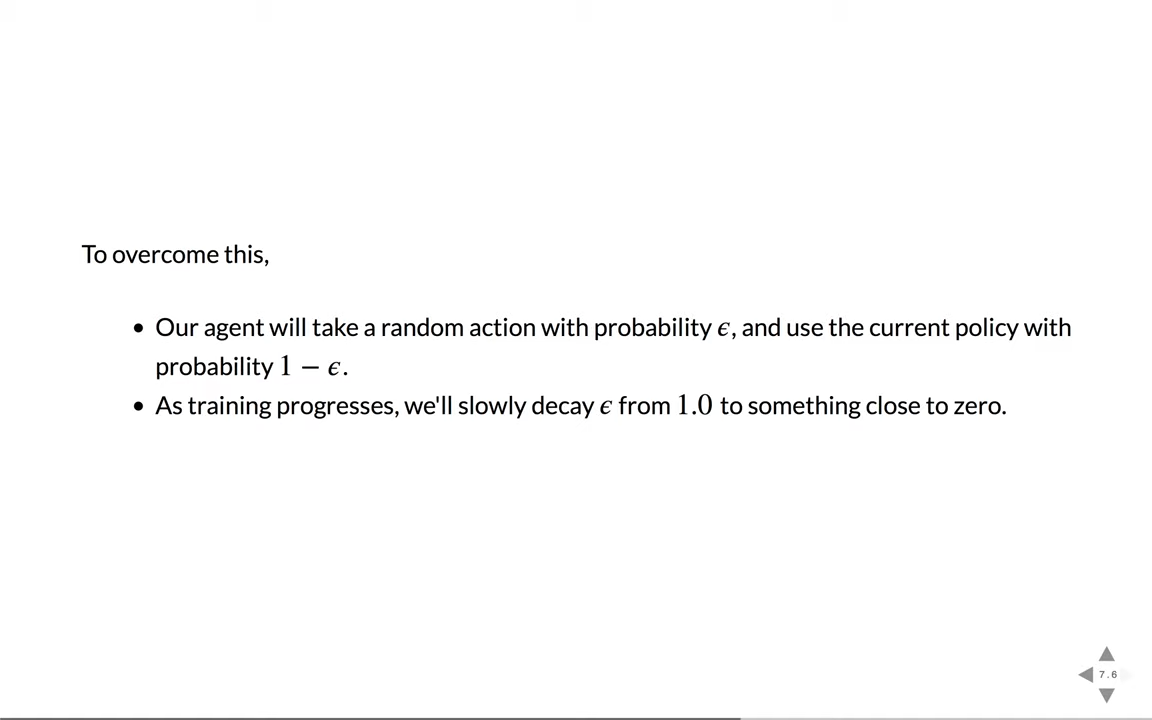 To overcome this,
• Our agent will take a random action with probability ϵ, and use the current policy with
probability 1 − ϵ.
• As training progresses, we'll slowly decay ϵ from 1.0 to something close to zero.
7.6